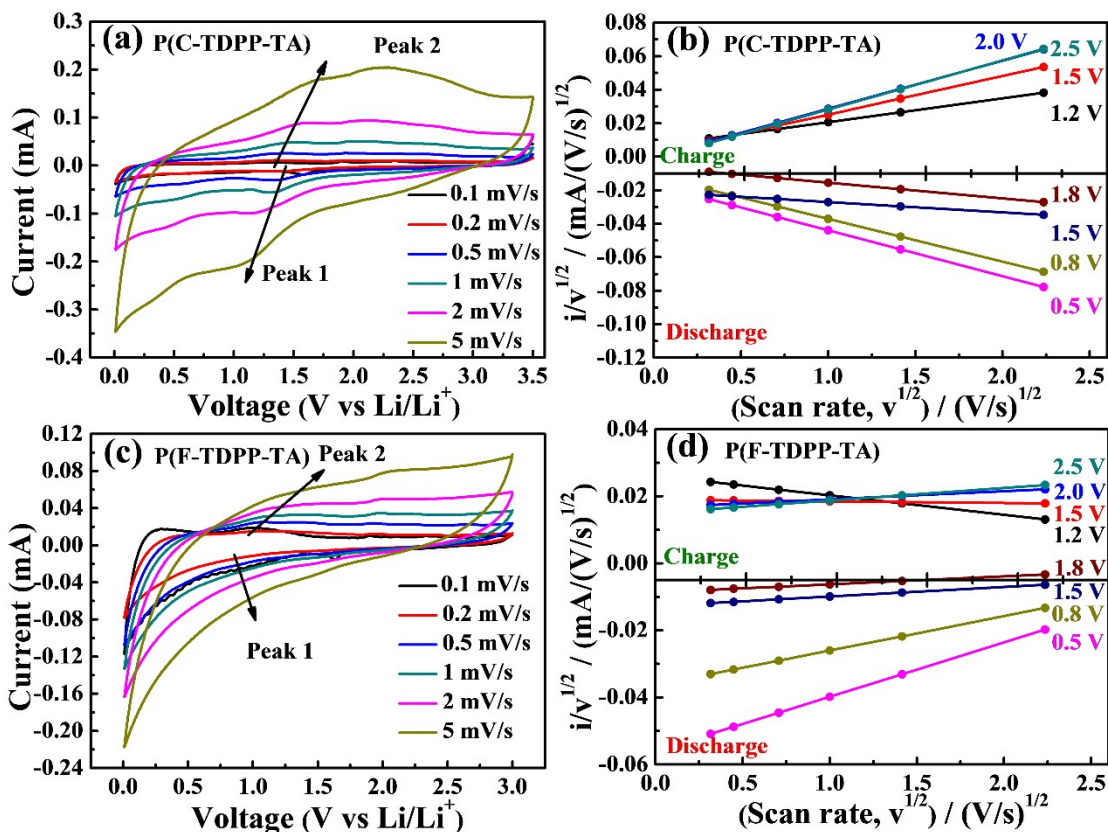 (a) P(C-TDPP-TA)
Peak 2
Peak 1
0.1 mV/s
0.2 mV/s
0.5 mV/s
1 mV/s
2 mV/s
5 mV/s
0.3
0.2
0.1
0.0
-0.1
-0.2
-0.3
-0.4
Current (mA)
0.0 0.5 1.0 1.5 2.0 2.5 3.0 3.5
Voltage (V vs Li/Li⁺)
(b) P(C-TDPP-TA)
2.0 V
2.5 V
1.5 V
1.2 V
Charge
1.8 V
1.5 V
0.8 V
0.5 V
Discharge
0.08
0.06
0.04
0.02
0.00
-0.02
-0.04
-0.06
-0.08
-0.10
-0.12
i/v^1/2 / (mA/(V/s)^1/2
0.0 0.5 1.0 1.5 2.0 2.5
(Scan rate, v^1/2) / (V/s)^1/2
(c) P(F-TDPP-TA)
Peak 2
Peak 1
0.1 mV/s
0.2 mV/s
0.5 mV/s
1 mV/s
2 mV/s
5 mV/s
0.12
0.08
0.04
0.00
-0.04
-0.08
-0.12
-0.16
-0.20
-0.24
Current (mA)
0.0 0.5 1.0 1.5 2.0 2.5 3.0
Voltage (V vs Li/Li⁺)
(d) P(F-TDPP-TA)
2.5 V
2.0 V
1.5 V
1.2 V
Charge
1.8 V
1.5 V
0.8 V
0.5 V
Discharge
0.04
0.02
0.00
-0.02
-0.04
-0.06
i/v^1/2 / (mA/(V/s)^1/2
0.0 0.5 1.0 1.5 2.0 2.5
(Scan rate, v^1/2) / (V/s)^1/2